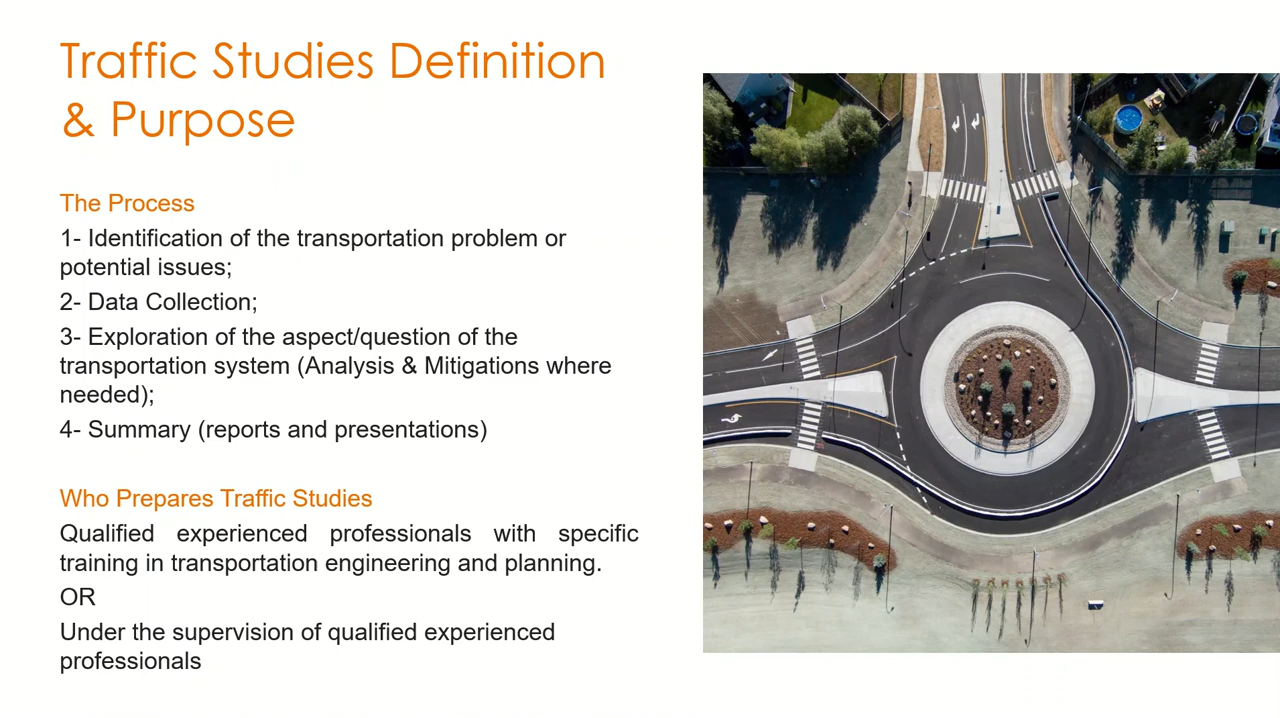 Traffic Studies Definition
& Purpose
The Process
1- Identification of the transportation problem or
potential issues;
2- Data Collection;
3- Exploration of the aspect/question of the
transportation system (Analysis & Mitigations where
needed);
4- Summary (reports and presentations)
Who Prepares Traffic Studies
Qualified experienced professionals with specific
training in transportation engineering and planning.
OR
Under the supervision of qualified experienced
professionals